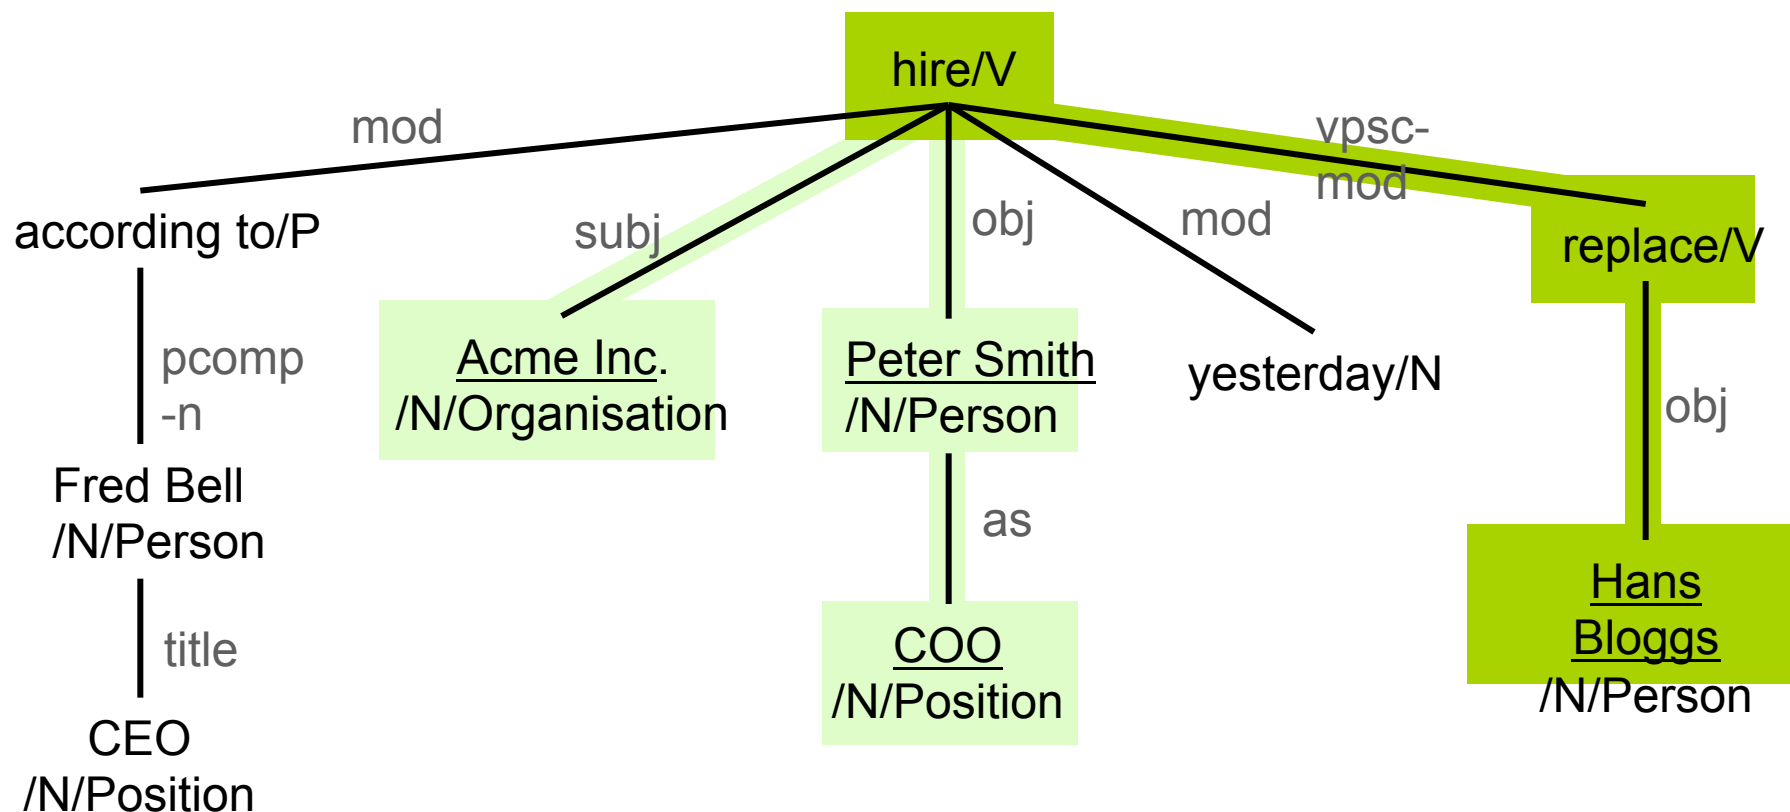 hire/V
mod
vpsc-
mod
according to/P
subj
obj
mod
replace/V
pcomp
-n
Acme Inc.
/N/Organisation
Peter Smith
/N/Person
yesterday/N
obj
Fred Bell
/N/Person
as
title
COO
/N/Position
Hans
Bloggs
/N/Person
CEO
/N/Position